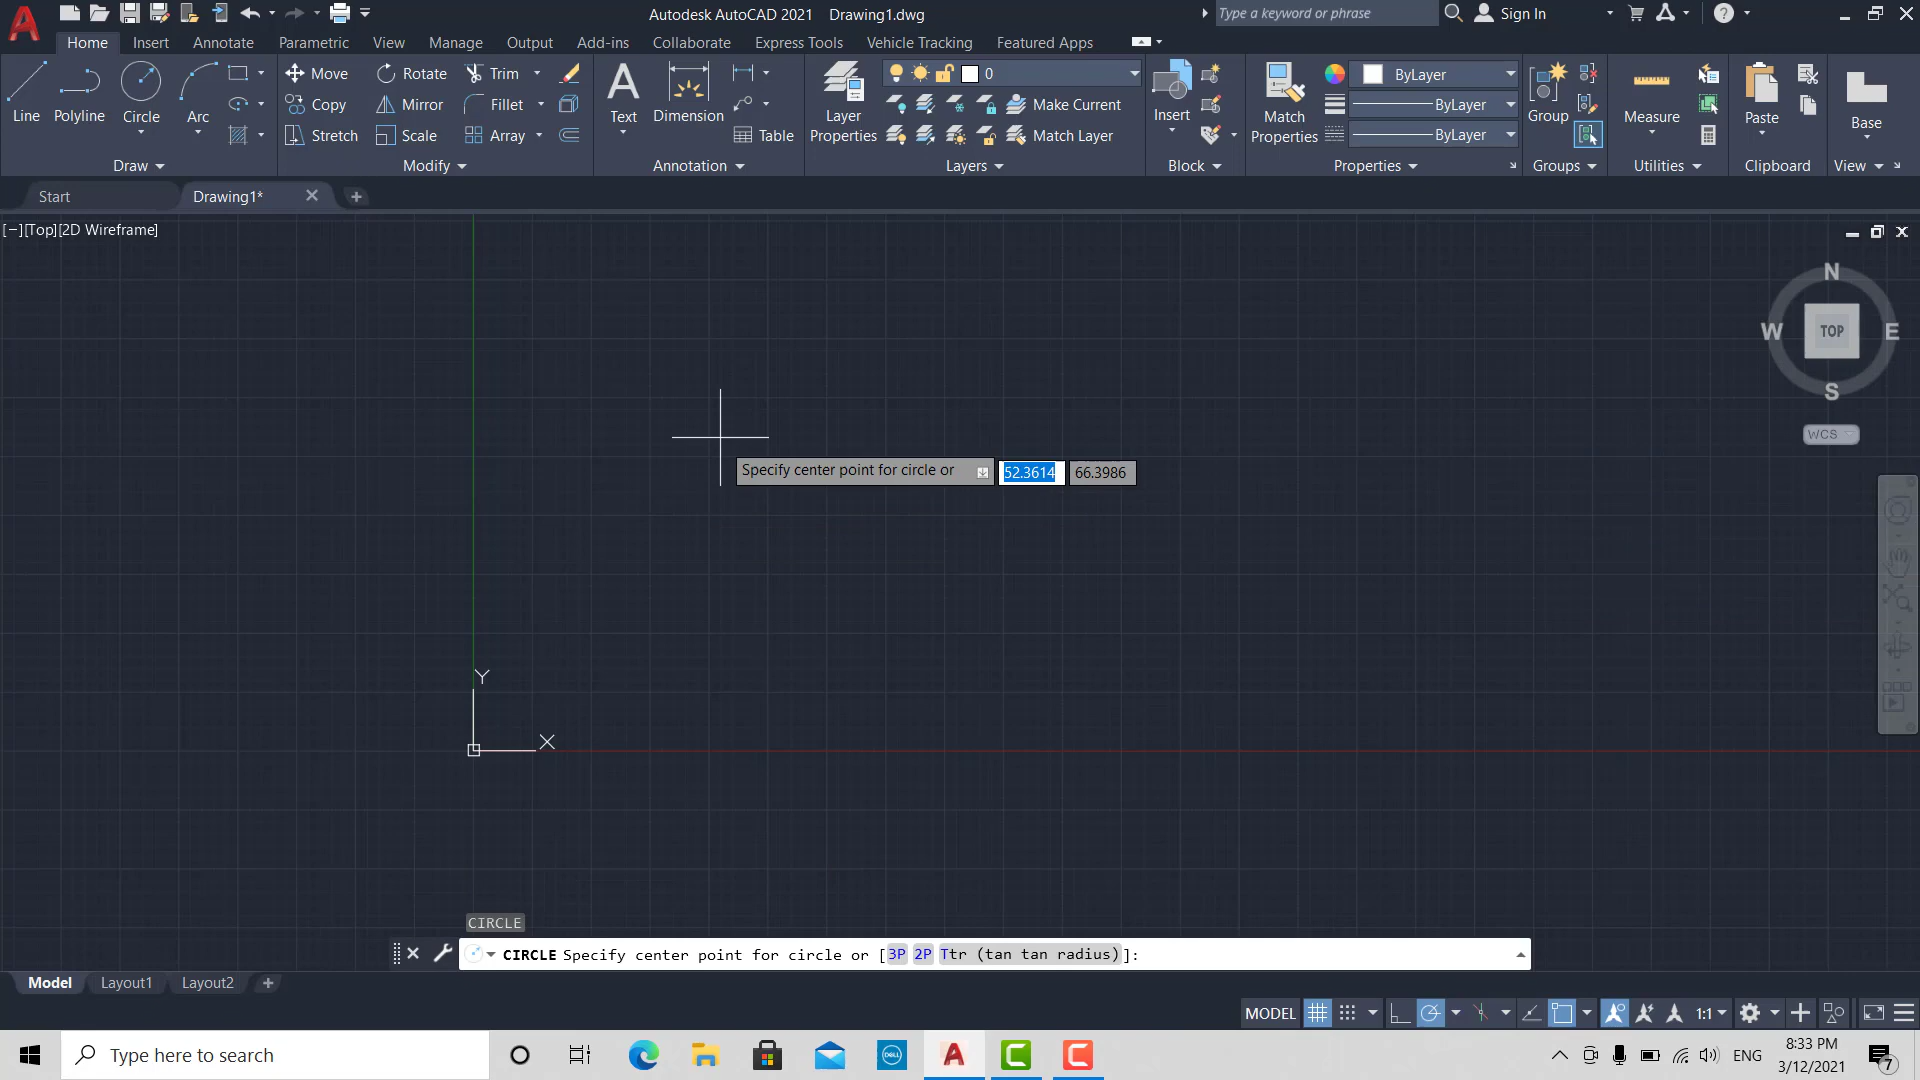 Autodesk AutoCAD 2021 Drawing1.dwg
Type a keyword or phrase
Sign In
Home Insert Annotate Parametric View Manage Output Add-ins Collaborate Express Tools Vehicle Tracking Featured Apps
Line
Polyline
Circle
Arc
Draw
Move
Rotate
Trim
Copy
Mirror
Fillet
Stretch
Scale
Array
Modify
Text
Dimension
Table
Annotation
Layer
Properties
0
Make Current
Match Layer
Layers
Insert
Block
Match
Properties
ByLayer
ByLayer
ByLayer
Properties
Group
Groups
Measure
Utilities
Paste
Clipboard
Base
View
Start
Drawing1*
[−][Top][2D Wireframe]
N
W TOP E
S
WCS
Specify center point for circle or 52.3614 66.3986
Y
X
CIRCLE
CIRCLE Specify center point for circle or [3P 2P Ttr (tan tan radius)]:
Model Layout1 Layout2
MODEL 1:1
Type here to search
DELL
ENG
8:33 PM
3/12/2021
7